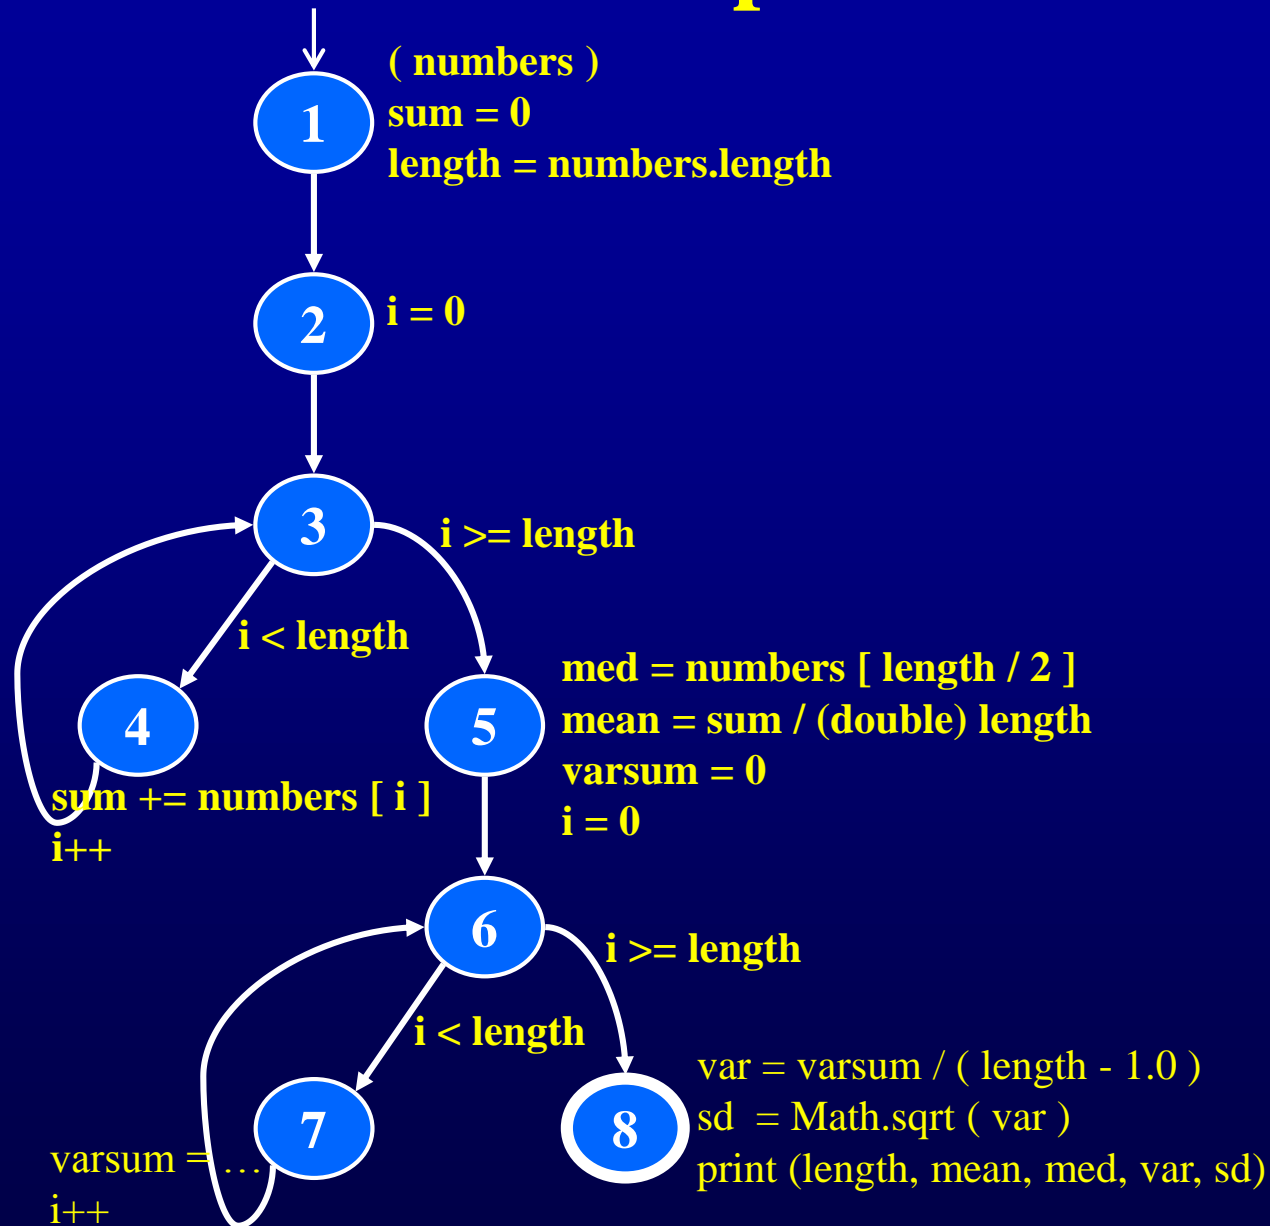 1
( numbers )
sum = 0
length = numbers.length
2
i = 0
3
i >= length
i < length
4
sum += numbers [ i ]
i++
5
med = numbers [ length / 2 ]
mean = sum / (double) length
varsum = 0
i = 0
6
i >= length
i < length
7
varsum = …
i++
8
var = varsum / ( length - 1.0 )
sd = Math.sqrt ( var )
print (length, mean, med, var, sd)